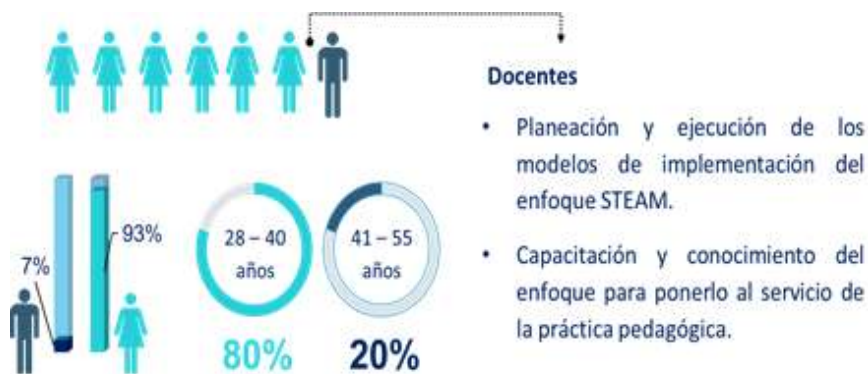 Docentes
• Planeación y ejecución de los
modelos de implementación del
enfoque STEAM.
• Capacitación y conocimiento del
enfoque para ponerlo al servicio de
la práctica pedagógica.
7%
93%
28 – 40
años
41 – 55
años
80%
20%